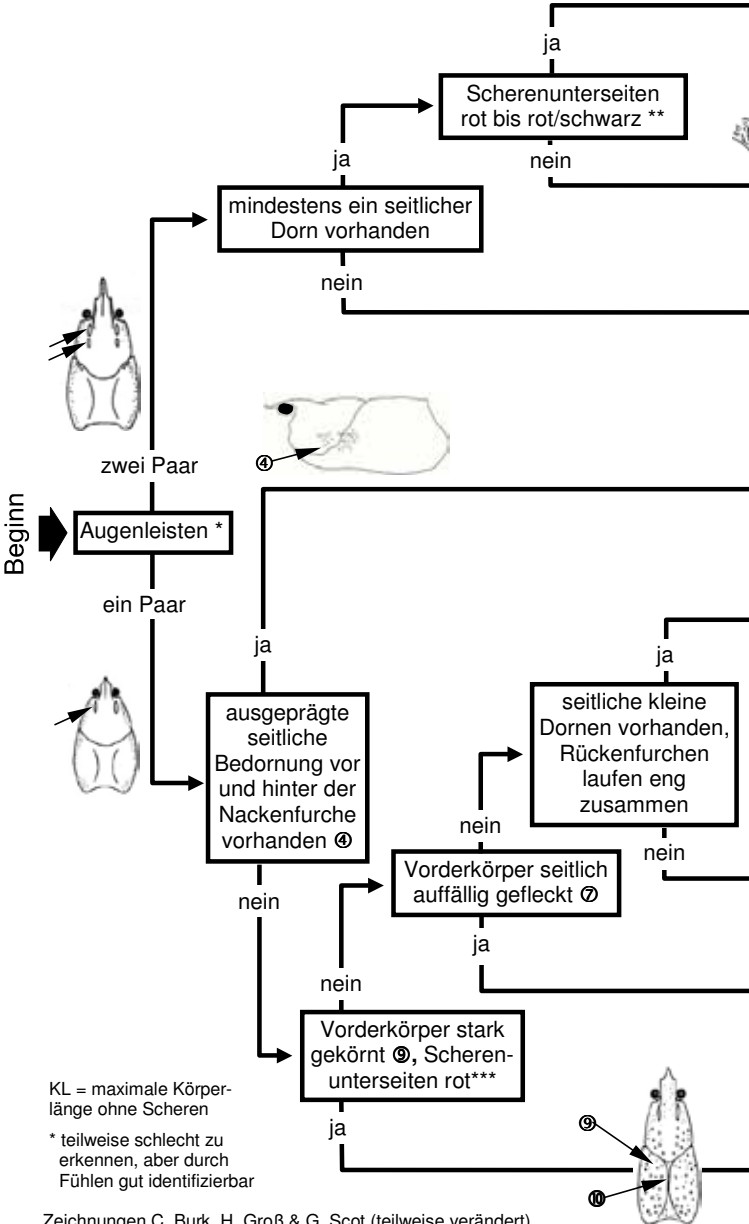 ja
Scherenunterseiten
rot bis rot/schwarz **
ja
nein
mindestens ein seitlicher
Dorn vorhanden
nein
④
zwei Paar
Beginn
Augenleisten *
ein Paar
ja
ja
ausgeprägte
seitliche
Bedornung vor
und hinter der
Nackenfurche
vorhanden ④
seitliche kleine
Dornen vorhanden,
Rückenfurchen
laufen eng
zusammen
nein
nein
Vorderkörper seitlich
auffällig gefleckt ⑦
nein
ja
nein
Vorderkörper stark
gekörnt ⑨, Scheren-
unterseiten rot***
ja
KL = maximale Körper-
länge ohne Scheren
* teilweise schlecht zu
erkennen, aber durch
Fühlen gut identifizierbar
⑨
⑩
Zeichnungen C. Burk, H. Groß & G. Scot (teilweise verändert)